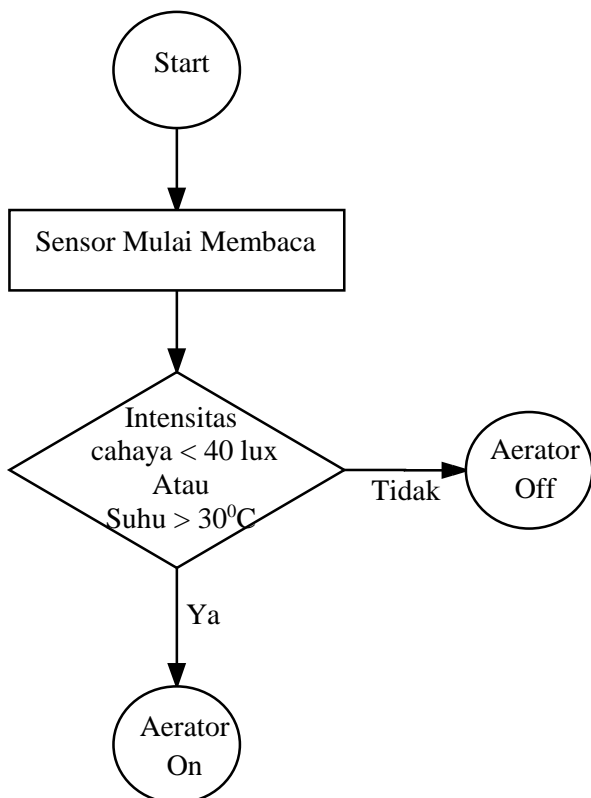 Start
Sensor Mulai Membaca
Intensitas
cahaya < 40 lux
Atau
Suhu > 30⁰C
Tidak
Aerator
Off
Ya
Aerator
On